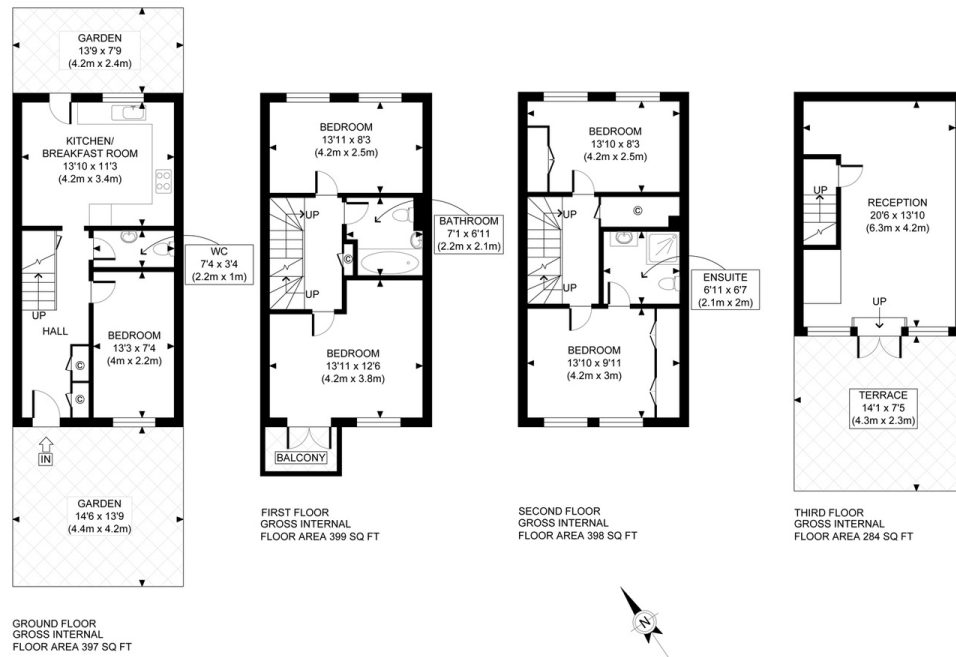 GARDEN
13'9 x 7'9
(4.2m x 2.4m)
KITCHEN/
BREAKFAST ROOM
13'10 x 11'3
(4.2m x 3.4m)
WC
7'4 x 3'4
(2.2m x 1m)
UP
HALL
BEDROOM
13'3 x 7'4
(4m x 2.2m)
C
C
IN
GARDEN
14'6 x 13'9
(4.4m x 4.2m)
GROUND FLOOR
GROSS INTERNAL
FLOOR AREA 397 SQ FT
BEDROOM
13'11 x 8'3
(4.2m x 2.5m)
UP
BATHROOM
7'1 x 6'11
(2.2m x 2.1m)
C
UP
BEDROOM
13'11 x 12'6
(4.2m x 3.8m)
BALCONY
FIRST FLOOR
GROSS INTERNAL
FLOOR AREA 399 SQ FT
BEDROOM
13'10 x 8'3
(4.2m x 2.5m)
UP
C
ENSUITE
6'11 x 6'7
(2.1m x 2m)
UP
BEDROOM
13'10 x 9'11
(4.2m x 3m)
SECOND FLOOR
GROSS INTERNAL
FLOOR AREA 398 SQ FT
UP
RECEPTION
20'6 x 13'10
(6.3m x 4.2m)
UP
TERRACE
14'1 x 7'5
(4.3m x 2.3m)
THIRD FLOOR
GROSS INTERNAL
FLOOR AREA 284 SQ FT
N